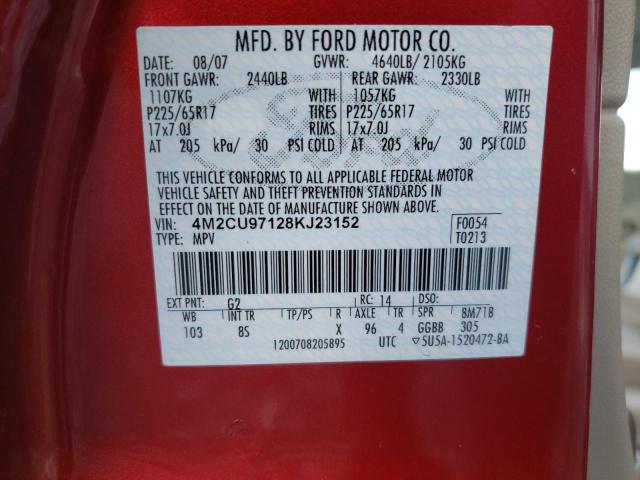 MFD. BY FORD MOTOR CO.
DATE: 08/07 GVWR: 4640LB/ 2105KG
FRONT GAWR: 2440LB REAR GAWR: 2330LB
1107KG WITH 1057KG WITH
P225/65R17 TIRES P225/65R17 TIRES
17x7.0J RIMS 17x7.0J RIMS
AT 205 kPa/ 30 PSI COLD AT 205 kPa/ 30 PSI COLD
THIS VEHICLE CONFORMS TO ALL APPLICABLE FEDERAL MOTOR
VEHICLE SAFETY AND THEFT PREVENTION STANDARDS IN
EFFECT ON THE DATE OF MANUFACTURE SHOWN ABOVE.
VIN: 4M2CU97128KJ23152 F0054
TYPE: MPV T0213
EXT PNT: G2 RC: 14 DSO:
WB INT TR TP/PS R AXLE TR SPR BM71B
103 8S X 96 4 GGBB 305
1200708205895 UTC ▽5U5A-1520472-BA
Ford